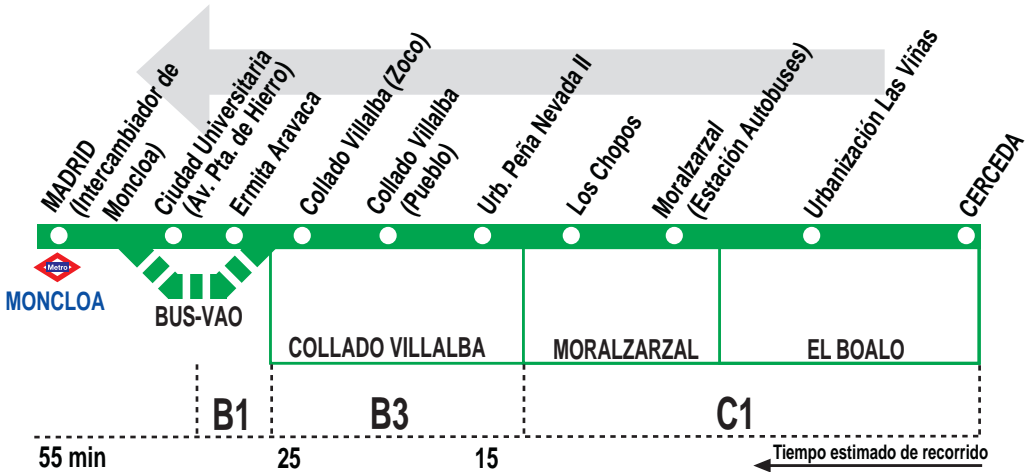 MADRID
(Intercambiador de
Moncloa)
Ciudad Universitaria
(Av. Pta. de Hierro)
Ermita Aravaca
Collado Villalba (Zoco)
Collado Villalba
(Pueblo)
Urb. Peña Nevada II
Los Chopos
Moralzarzal
(Estación Autobuses)
Urbanización Las Viñas
CERCEDA
Metro
MONCLOA
BUS-VAO
COLLADO VILLALBA
MORALZARZAL
EL BOALO
B1
B3
C1
55 min
25
15
Tiempo estimado de recorrido